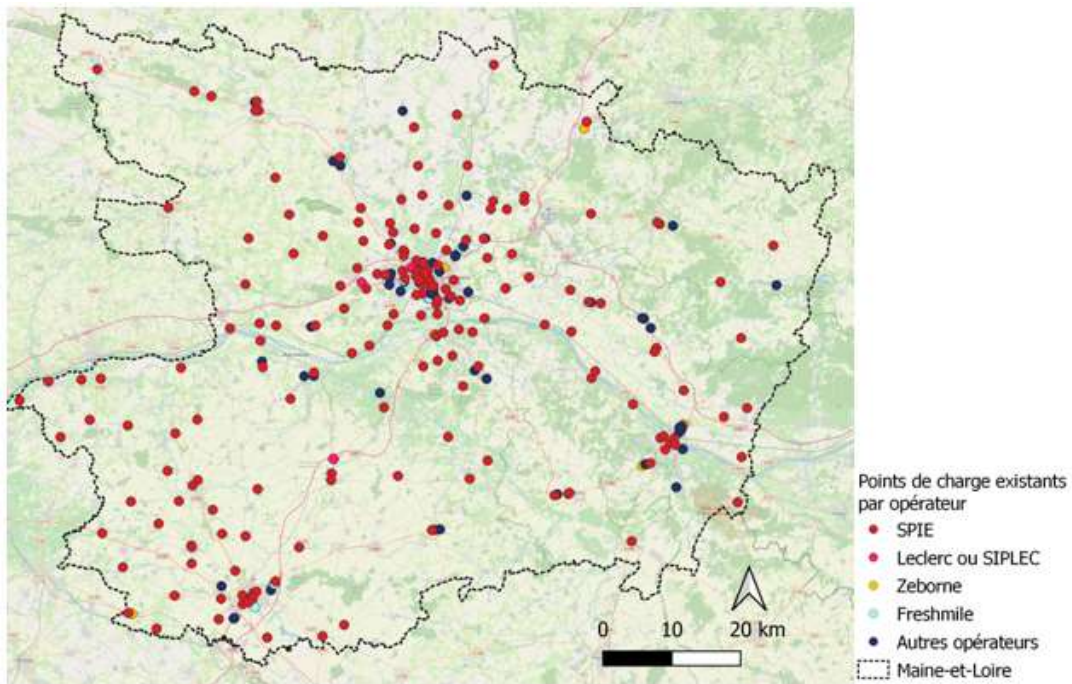 Points de charge existants
par opérateur
SPIE
Leclerc ou SIPLEC
Zeborne
Freshmile
Autres opérateurs
Maine-et-Loire
0 10 20 km